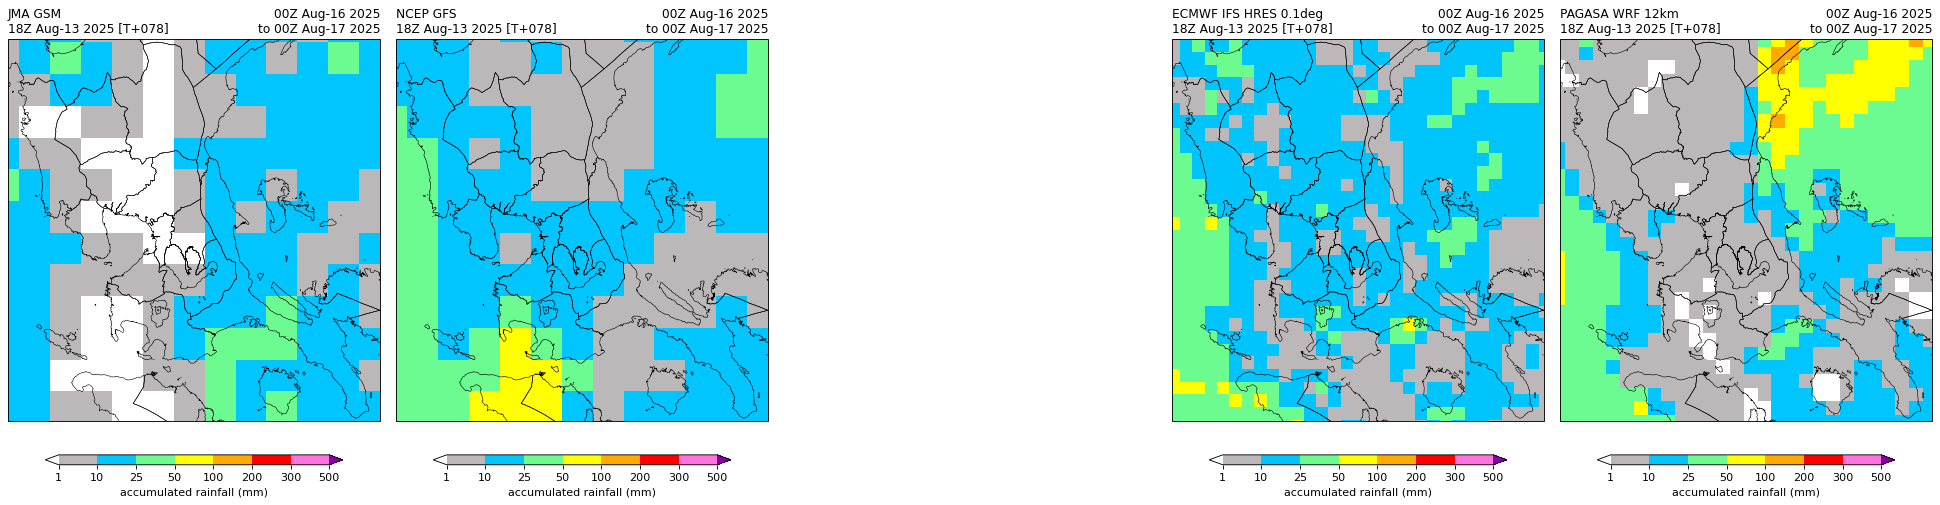 JMA GSM 00Z Aug-16 2025
18Z Aug-13 2025 [T+078] to 00Z Aug-17 2025
NCEP GFS 00Z Aug-16 2025
18Z Aug-13 2025 [T+078] to 00Z Aug-17 2025
ECMWF IFS HRES 0.1deg 00Z Aug-16 2025
18Z Aug-13 2025 [T+078] to 00Z Aug-17 2025
PAGASA WRF 12km 00Z Aug-16 2025
18Z Aug-13 2025 [T+078] to 00Z Aug-17 2025
1 10 25 50 100 200 300 500
accumulated rainfall (mm)
1 10 25 50 100 200 300 500
accumulated rainfall (mm)
1 10 25 50 100 200 300 500
accumulated rainfall (mm)
1 10 25 50 100 200 300 500
accumulated rainfall (mm)